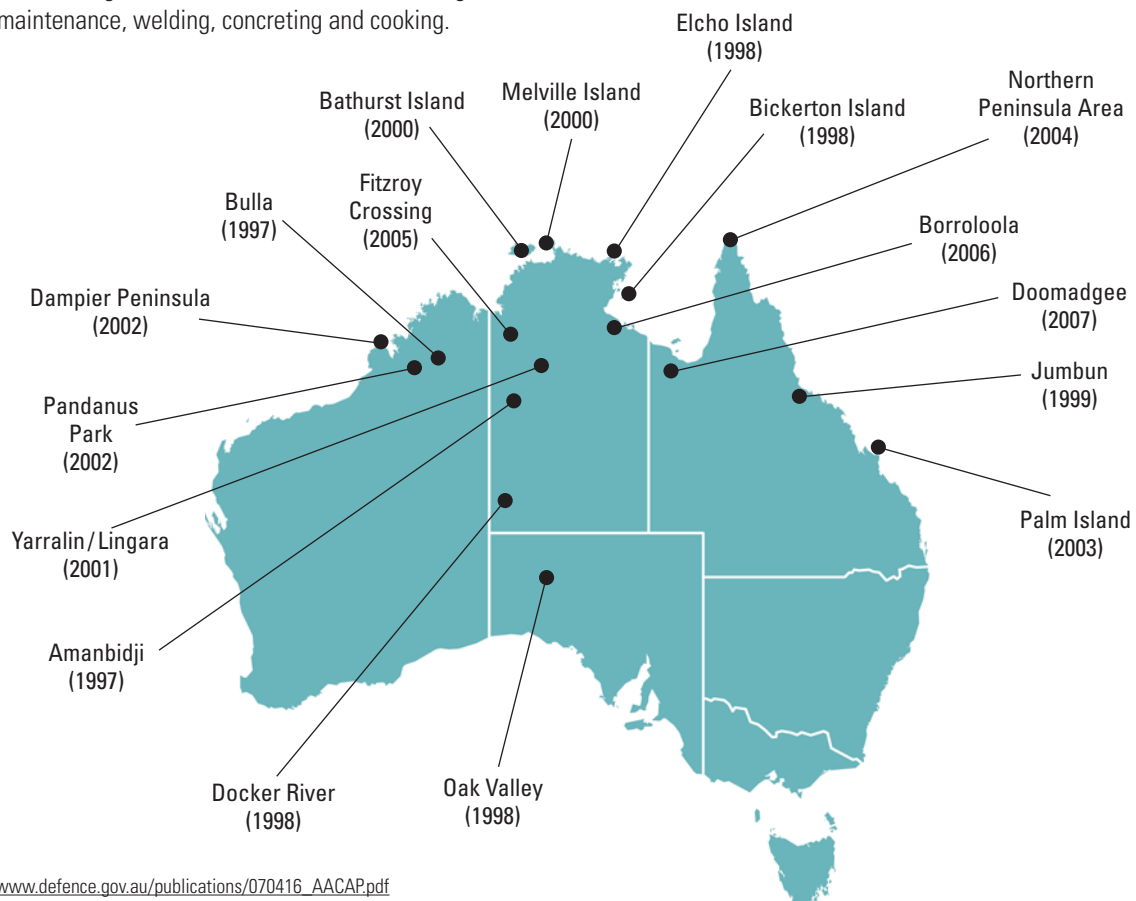 maintenance, welding, concreting and cooking.
Elcho Island
(1998)
Northern
Peninsula Area
(2004)
Melville Island
(2000)
Bathurst Island
(2000)
Bickerton Island
(1998)
Fitzroy
Crossing
(2005)
Bulla
(1997)
Borroloola
(2006)
Dampier Peninsula
(2002)
Doomadgee
(2007)
Jumbun
(1999)
Pandanus
Park
(2002)
Palm Island
(2003)
Yarralin/Lingara
(2001)
Amanbidji
(1997)
Docker River
(1998)
Oak Valley
(1998)
www.defence.gov.au/publications/070416_AACAP.pdf